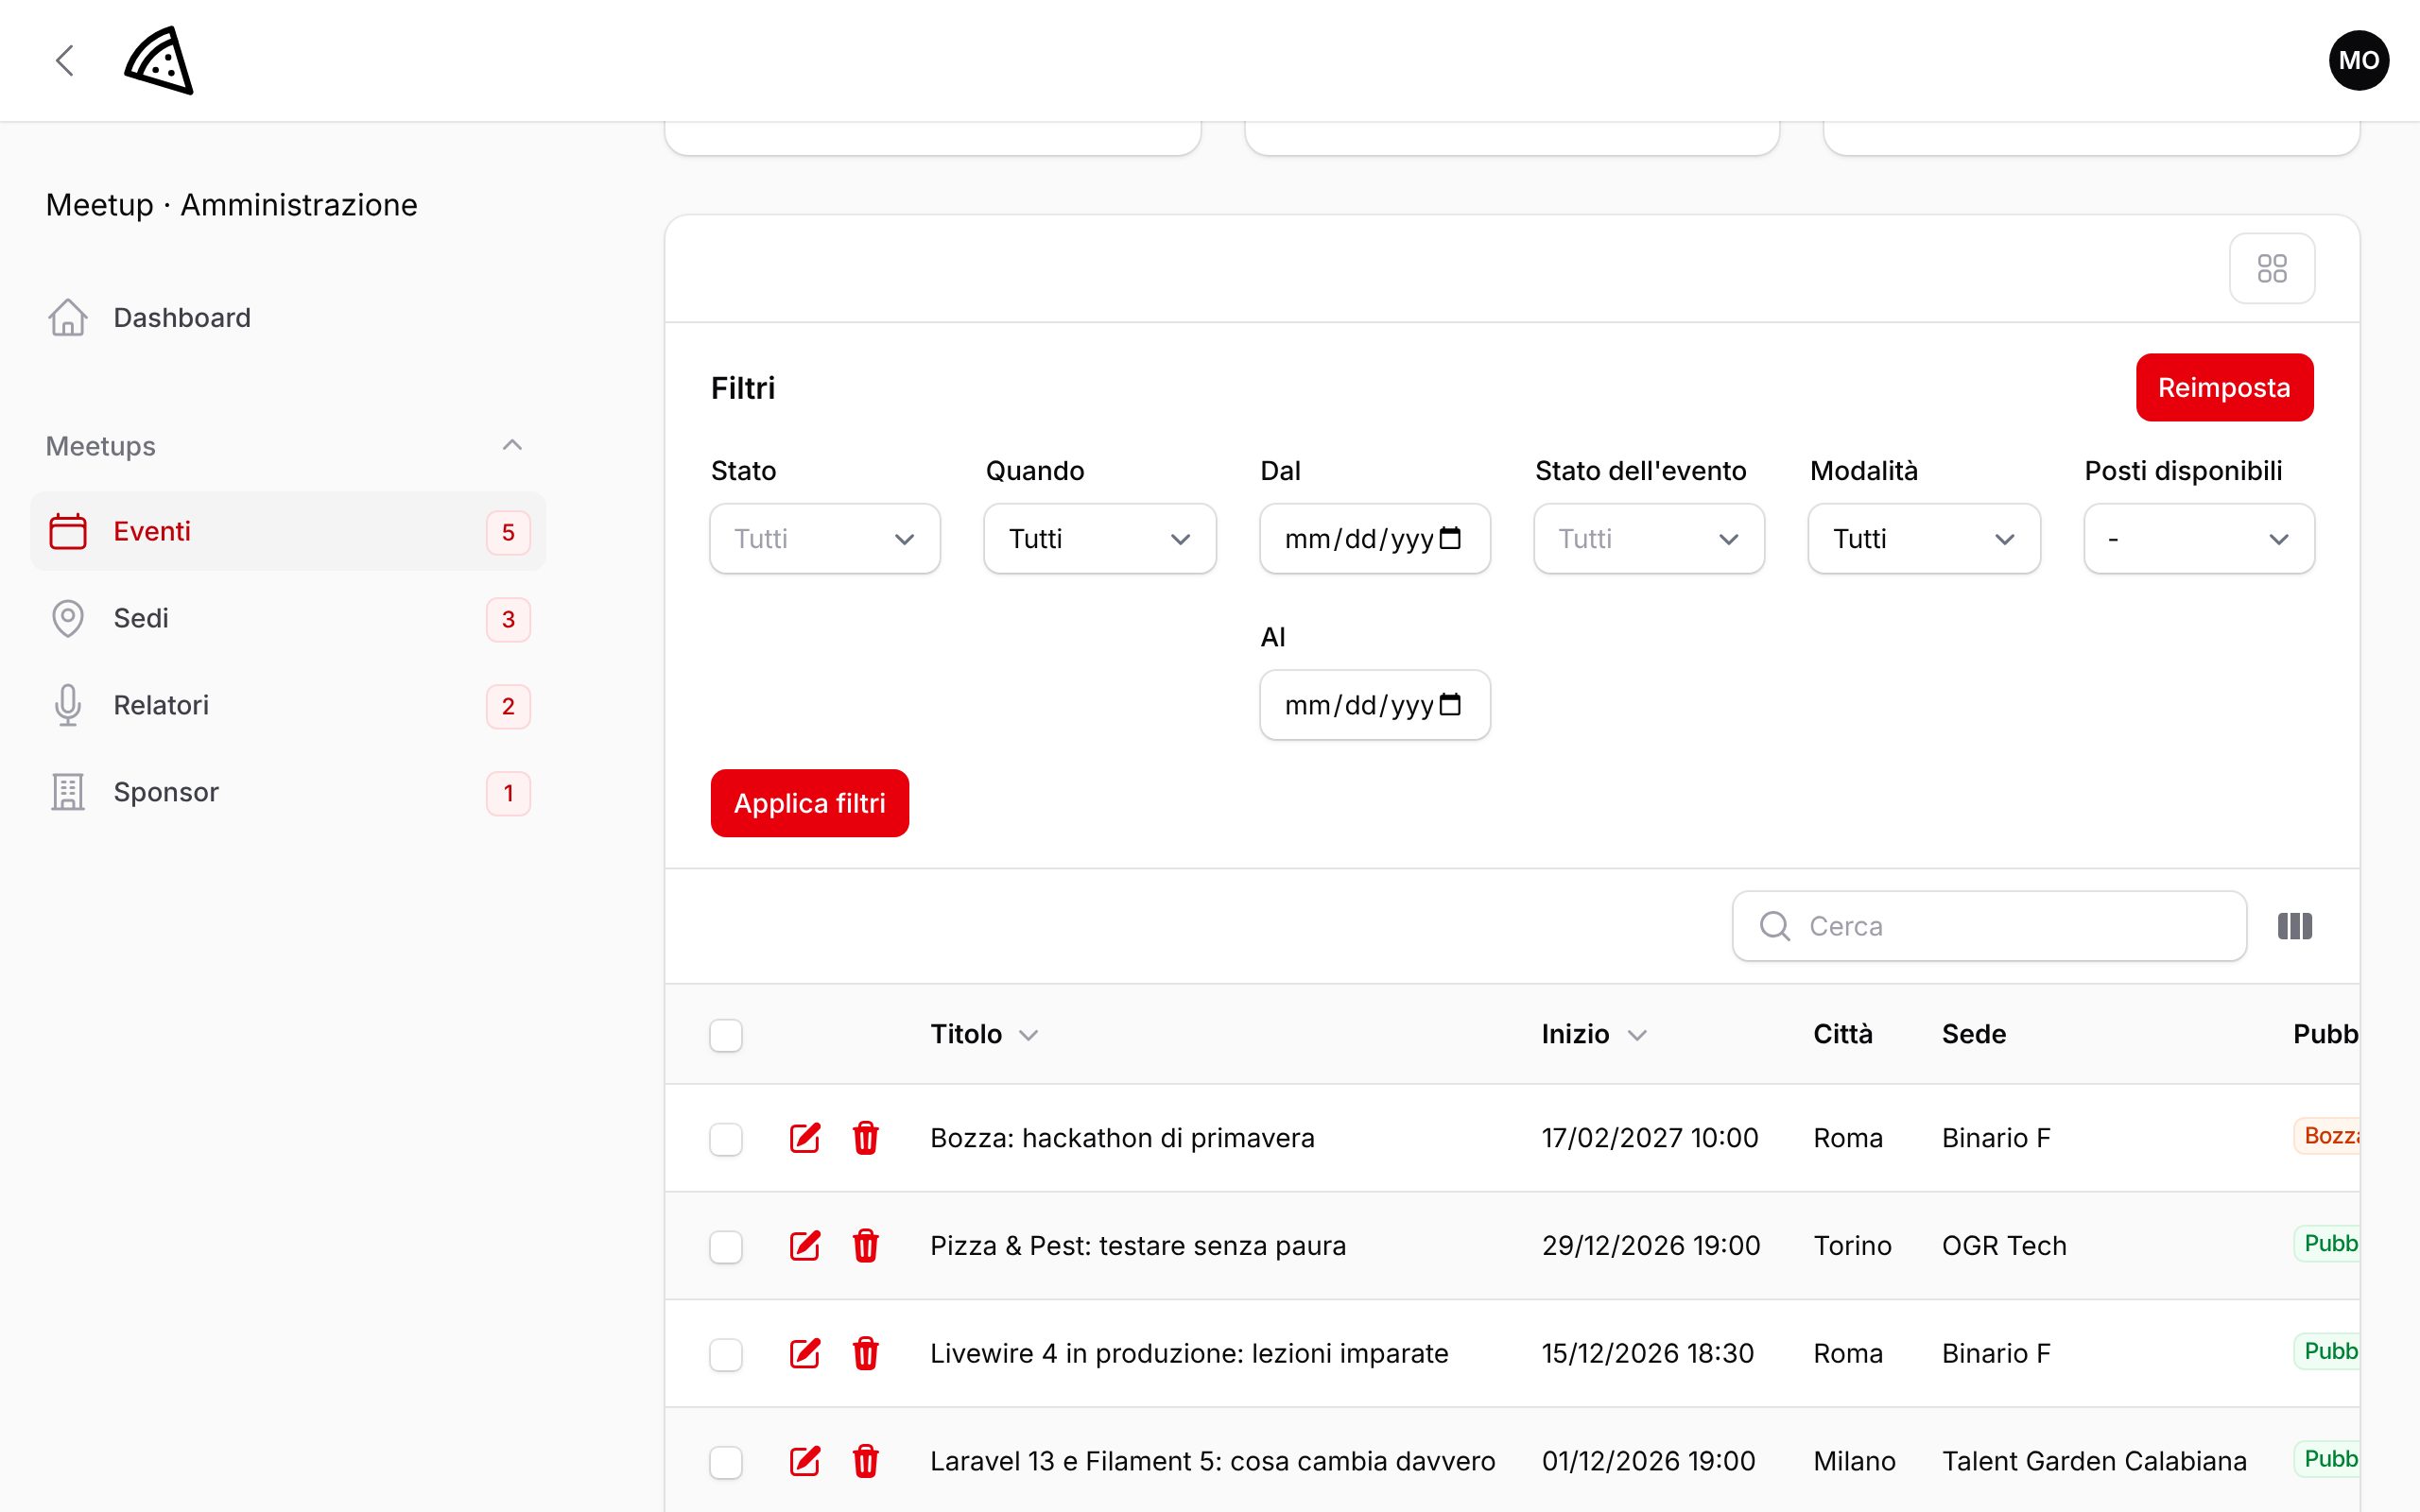 MO
Meetup · Amministrazione
Dashboard
Meetups
Eventi 5
Sedi 3
Relatori 2
Sponsor 1
Filtri Reimposta
Stato Quando Dal Stato dell'evento Modalità Posti disponibili
Tutti Tutti mm/dd/yyy Tutti Tutti -
Al
mm/dd/yyy
Applica filtri
Cerca
Titolo Inizio Città Sede Pubb
Bozza: hackathon di primavera 17/02/2027 10:00 Roma Binario F Bozza
Pizza & Pest: testare senza paura 29/12/2026 19:00 Torino OGR Tech Pubb
Livewire 4 in produzione: lezioni imparate 15/12/2026 18:30 Roma Binario F Pubb
Laravel 13 e Filament 5: cosa cambia davvero 01/12/2026 19:00 Milano Talent Garden Calabiana Pubb